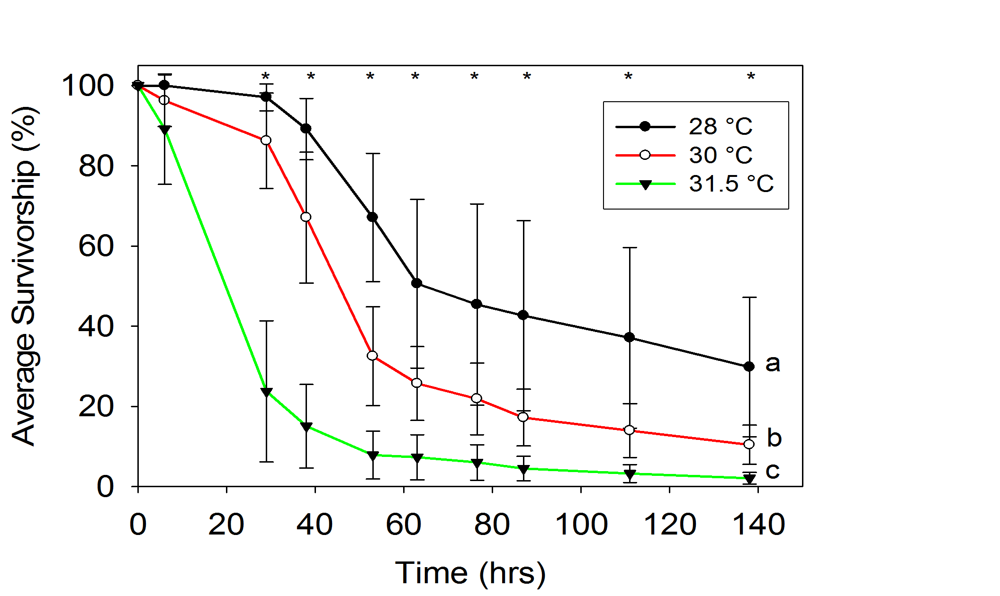 * * * * * * * *
100
80
60
40
20
0
Average Survivorship (%)
28 °C
30 °C
31.5 °C
a
b
c
0 20 40 60 80 100 120 140
Time (hrs)